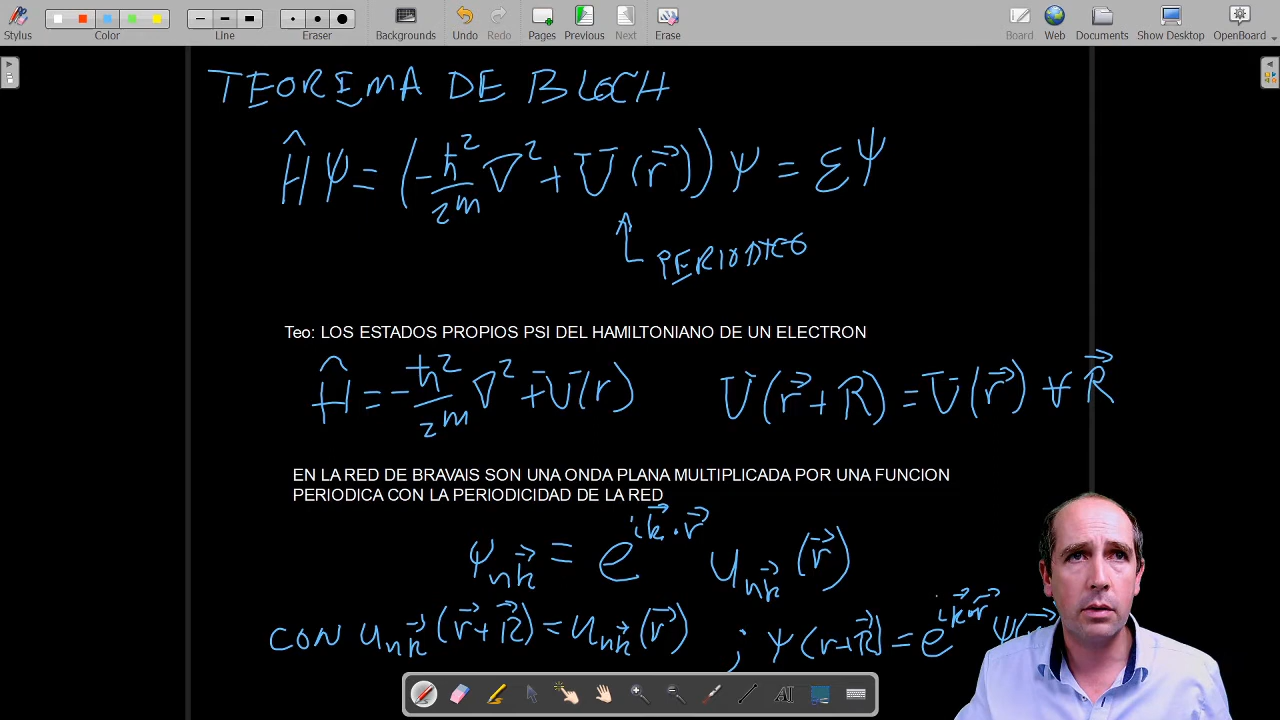 Stylus Color Line Eraser Backgrounds Undo Redo Pages Previous Next Erase Board Web Documents Show Desktop OpenBoard
TEOREMA DE BLOCH
Ĥψ = (-ħ²/2m ∇² + U(r⃗)) ψ = εψ
PERIODICO
Teo: LOS ESTADOS PROPIOS PSI DEL HAMILTONIANO DE UN ELECTRON
Ĥ = -ħ²/2m ∇² + U(r) U(r⃗ + R) = U(r⃗) ∀ R⃗
EN LA RED DE BRAVAIS SON UNA ONDA PLANA MULTIPLICADA POR UNA FUNCION
PERIODICA CON LA PERIODICIDAD DE LA RED
ψnk⃗ = e^{ik⃗·r⃗} unk⃗(r⃗)
CON unk⃗(r⃗+R⃗) = unk⃗(r⃗) ; ψ(r+R⃗) = e^{ik⃗·r⃗} ψ(
AI